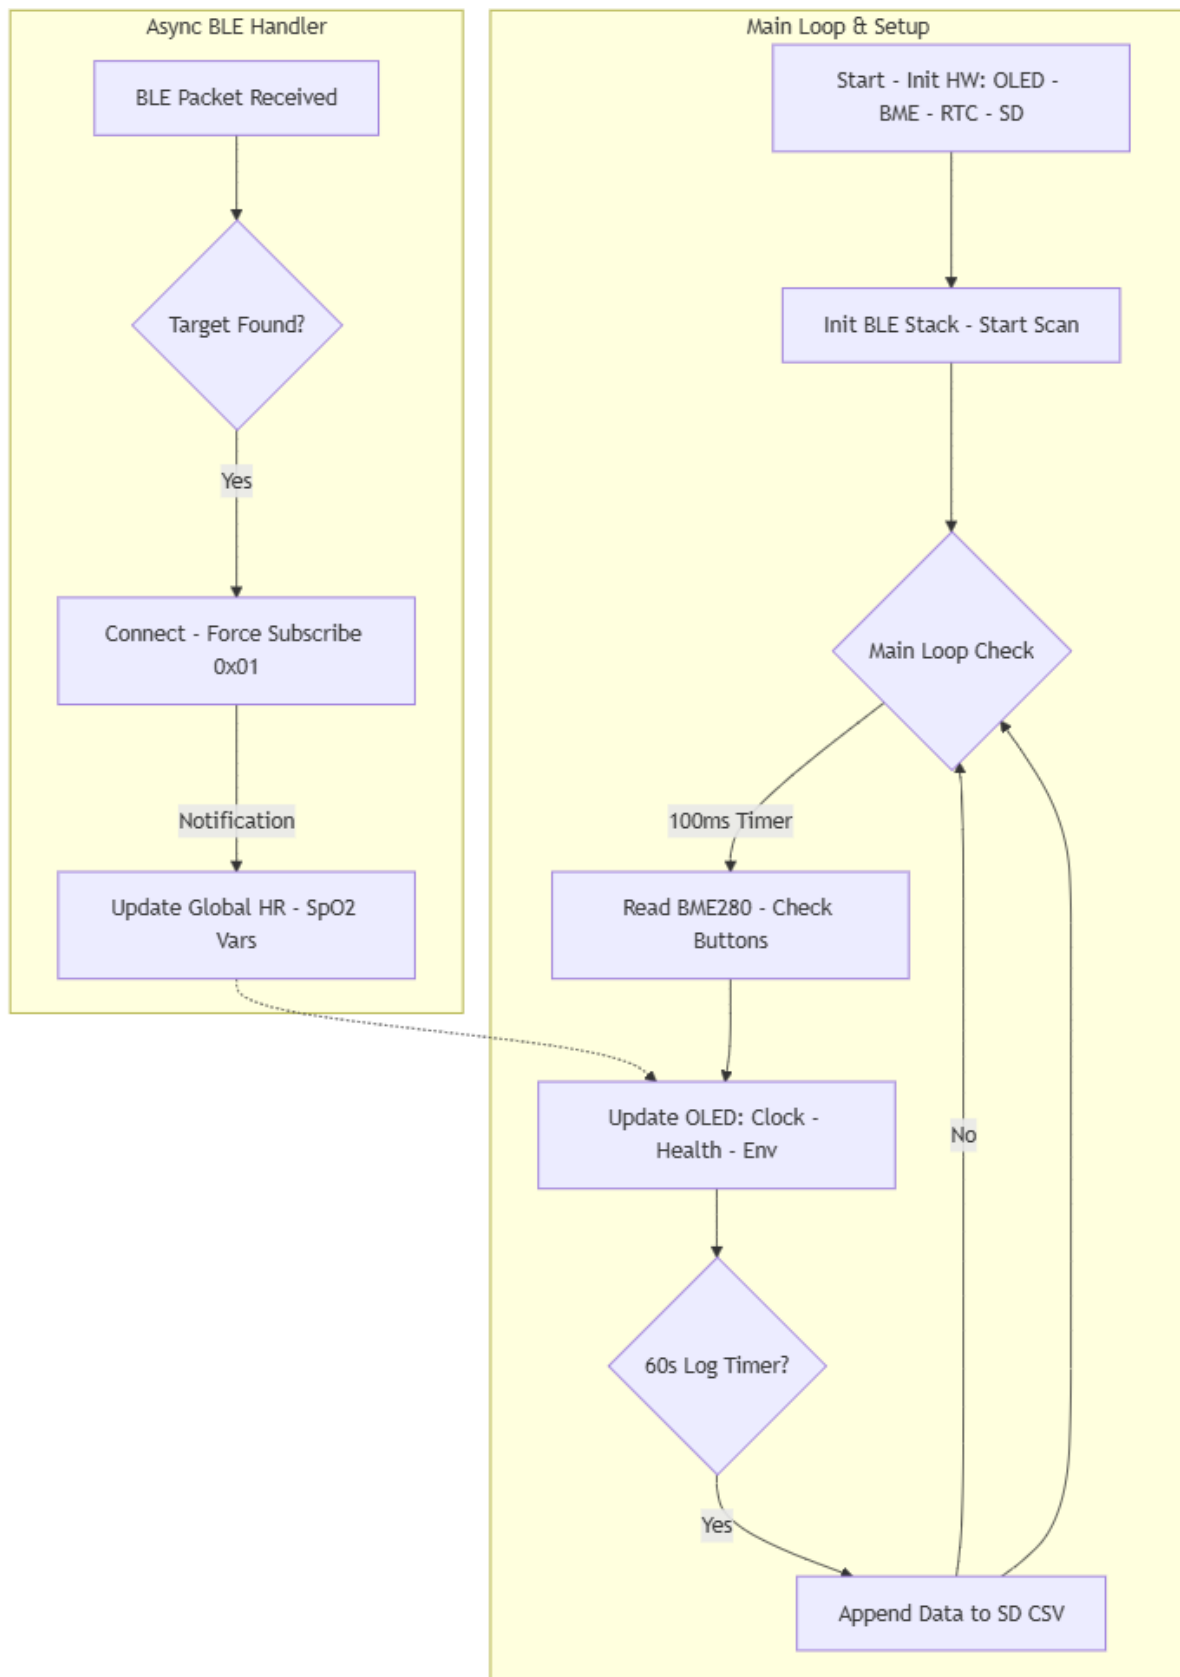 Async BLE Handler
BLE Packet Received
Target Found?
Yes
Connect - Force Subscribe
0x01
Notification
Update Global HR - SpO2
Vars
Main Loop & Setup
Start - Init HW: OLED -
BME - RTC - SD
Init BLE Stack - Start Scan
Main Loop Check
100ms Timer
Read BME280 - Check
Buttons
Update OLED: Clock -
Health - Env
No
60s Log Timer?
Yes
Append Data to SD CSV